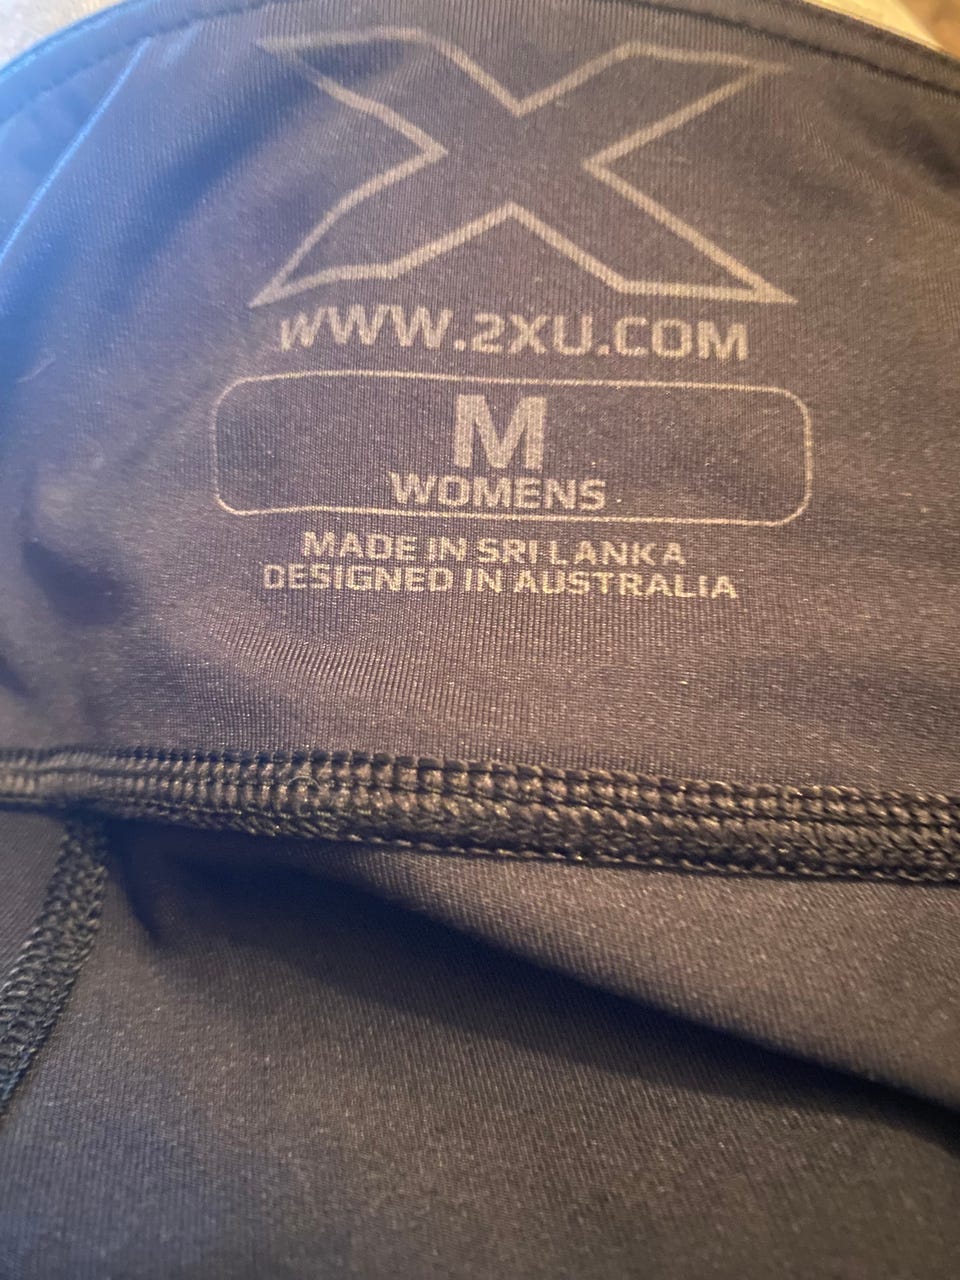 X
WWW.2XU.COM
M
WOMENS
MADE IN SRI LANKA
DESIGNED IN AUSTRALIA